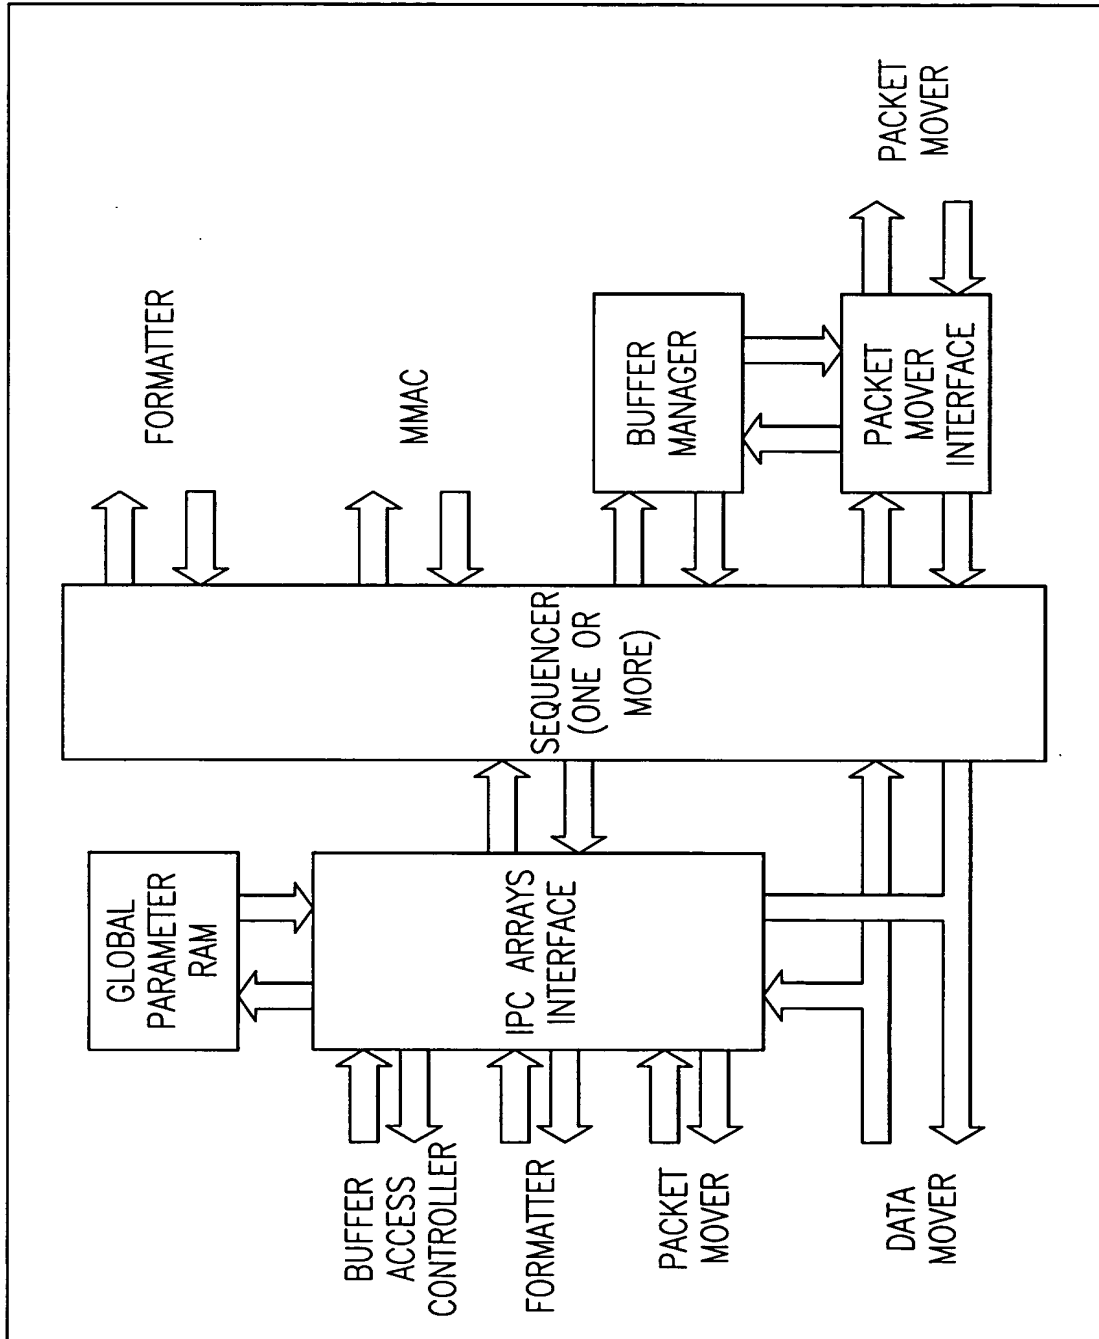 GLOBAL
PARAMETER
RAM
FORMATTER
BUFFER
ACCESS
CONTROLLER
MMAC
IPC ARRAYS
INTERFACE
SEQUENCER
(ONE OR
MORE)
FORMATTER
BUFFER
MANAGER
PACKET
MOVER
DATA
MOVER
PACKET
MOVER
INTERFACE
PACKET
MOVER